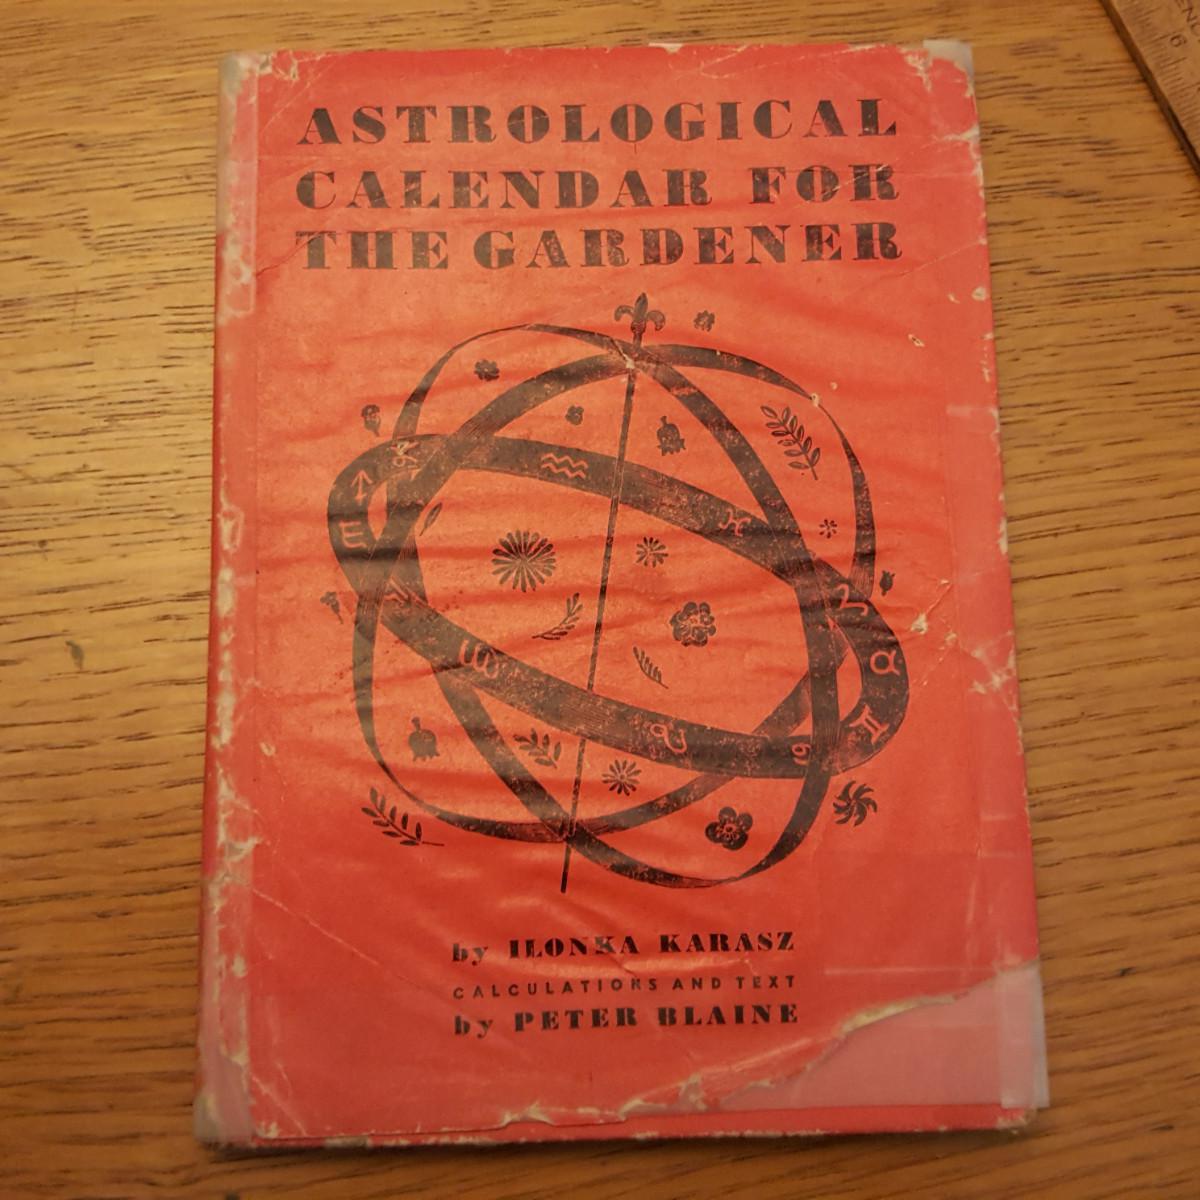 ASTROLOGICAL
CALENDAR FOR
THE GARDENER
by ILONKA KARASZ
CALCULATIONS AND TEXT
by PETER BLAINE